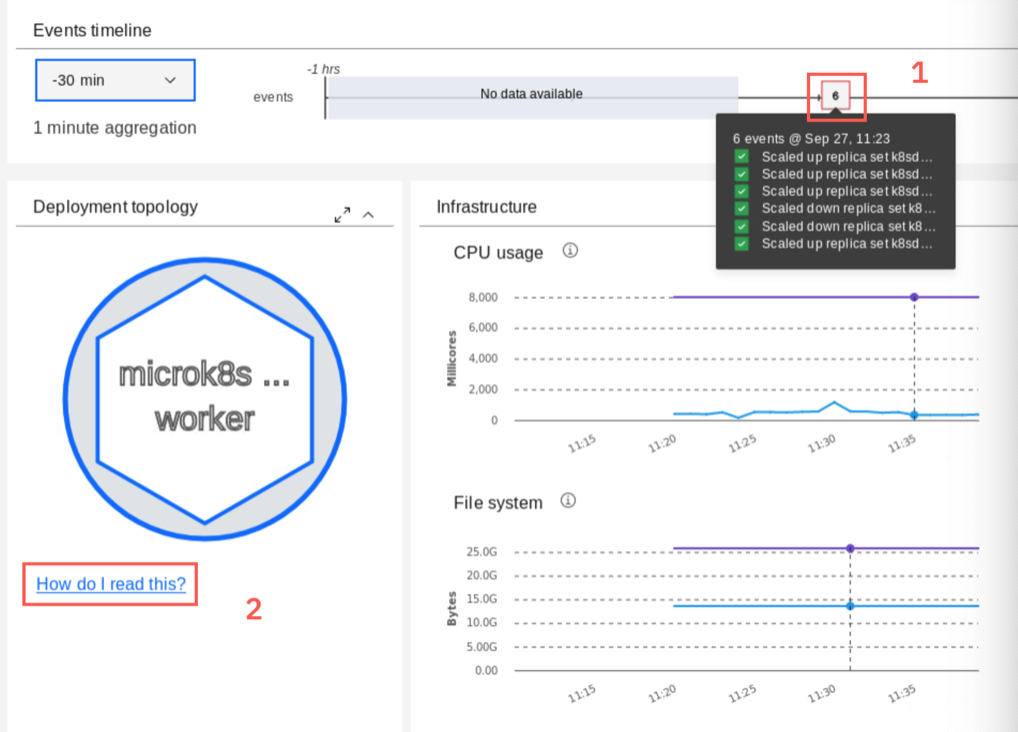 Events timeline
-30 min
1 minute aggregation
-1 hrs
events
No data available
6
1
6 events @ Sep 27, 11:23
Scaled up replica set k8sd...
Scaled up replica set k8sd...
Scaled up replica set k8sd...
Scaled down replica set k8...
Scaled down replica set k8...
Scaled up replica set k8sd...
Deployment topology
microk8s ...
worker
How do I read this?
2
Infrastructure
CPU usage
Millicores
8,000
6,000
4,000
2,000
0
11:15 11:20 11:25 11:30 11:35
File system
Bytes
25.0G
20.0G
15.0G
10.0G
5.00G
0.00
11:15 11:20 11:25 11:30 11:35